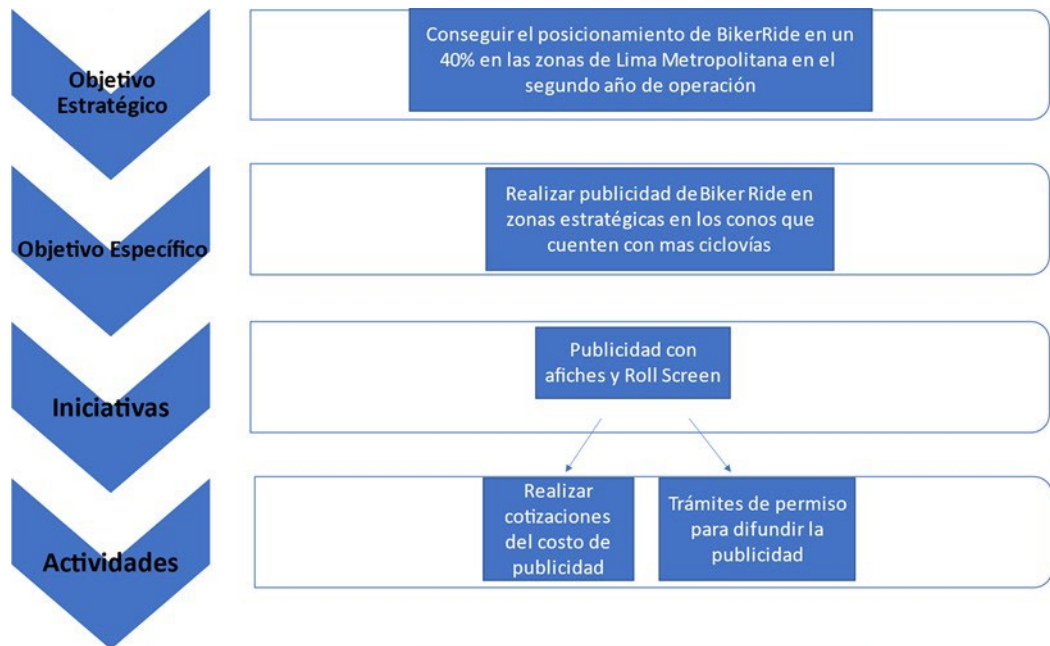 Objetivo
Estratégico
Conseguir el posicionamiento de BikerRide en un
40% en las zonas de Lima Metropolitana en el
segundo año de operación
Objetivo Específico
Realizar publicidad de Biker Ride en
zonas estratégicas en los conos que
cuenten con mas ciclovías
Iniciativas
Publicidad con
afiches y Roll Screen
Actividades
Realizar
cotizaciones
del costo de
publicidad
Trámites de permiso
para difundir la
publicidad